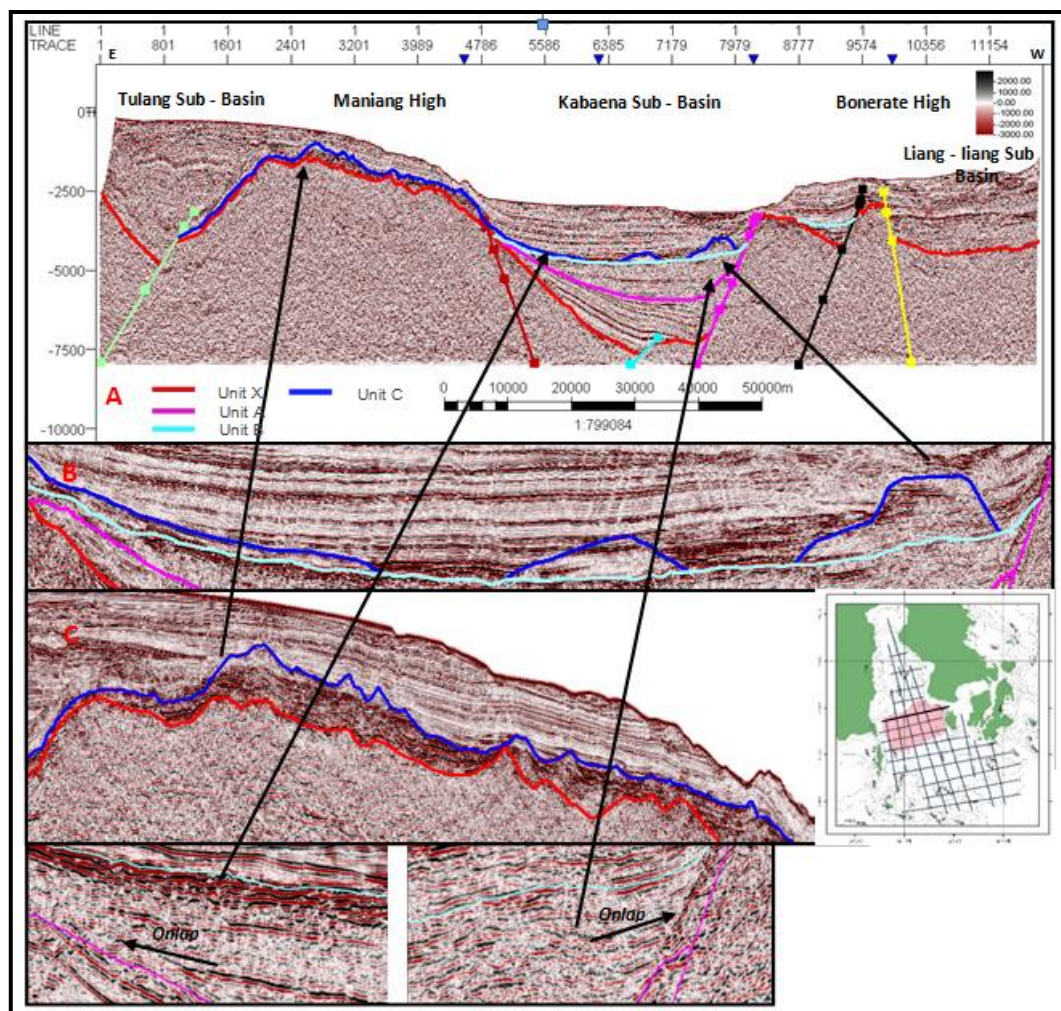 LINE
TRACE 1 801 1601 2401 3201 3989 4786 5586 6385 7179 7979 8777 9574 10356 11154
E W
Tulang Sub - Basin Maniang High Kabaena Sub - Basin Bonerate High
2000.00
1000.00
0.00
-1000.00
-2000.00
-3000.00
Liang - liang Sub
Basin
-2500
-5000
-7500
-10000
A
Unit X Unit C
Unit A
Unit B
0 10000 20000 30000 40000 50000m
1:799084
B
C
Onlap Onlap